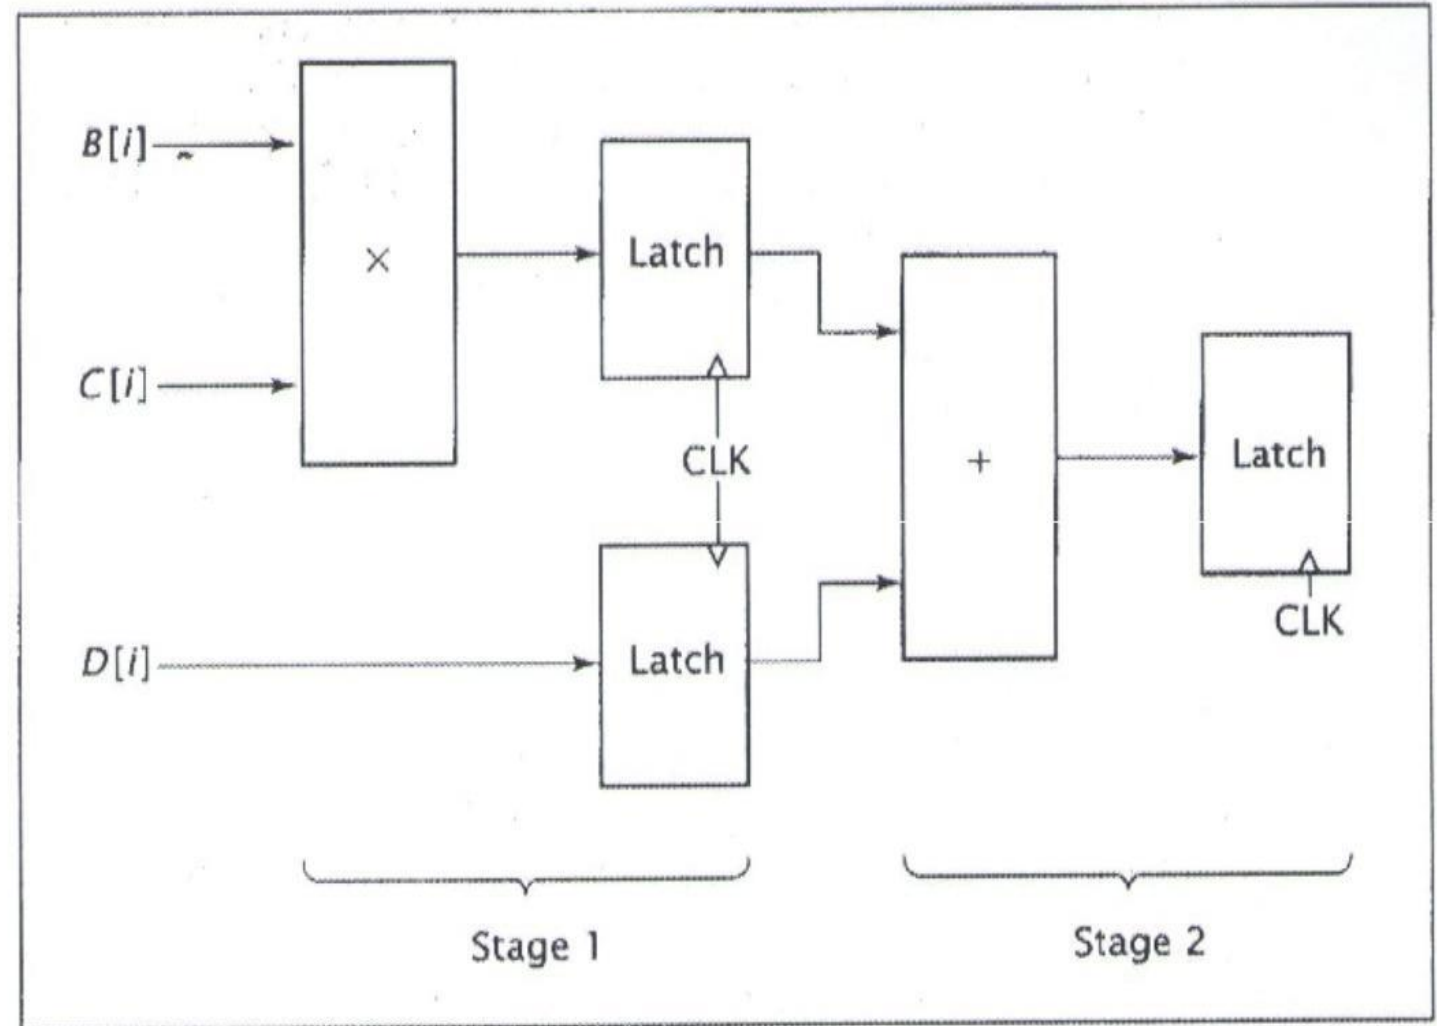 B[i]
C[i]
D[i]
×
Latch
CLK
Latch
+
Latch
CLK
Stage 1
Stage 2